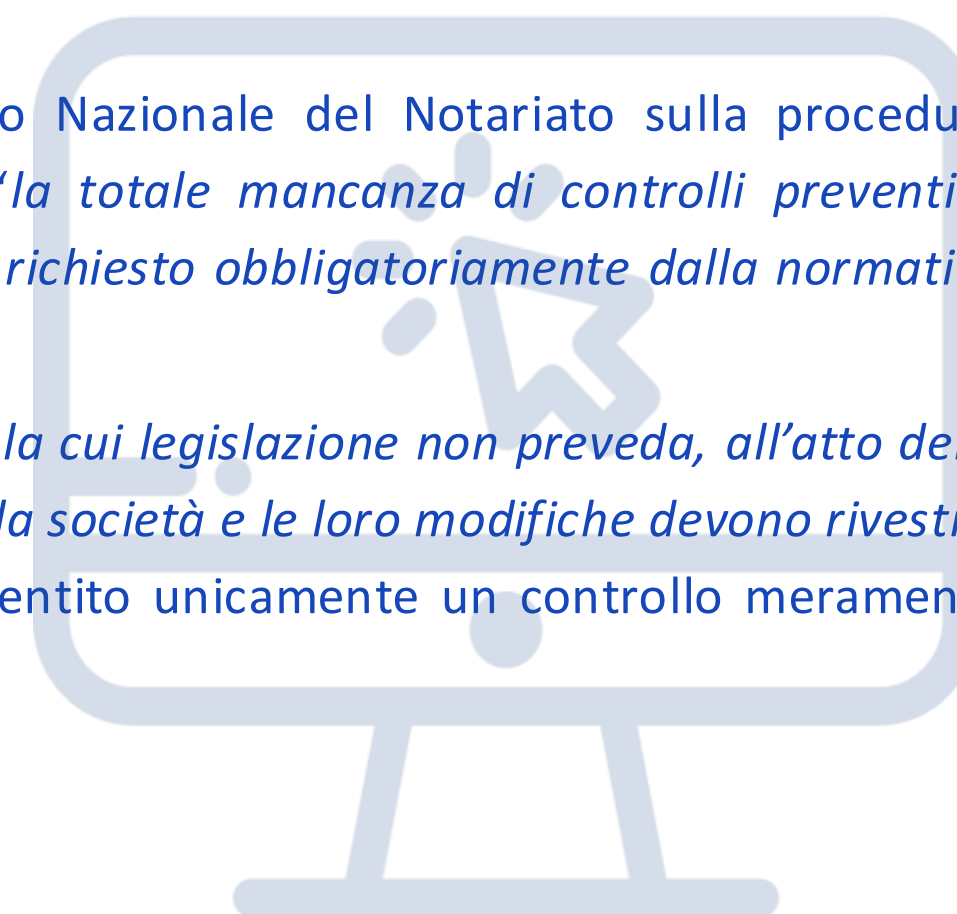 o Nazionale del Notariato sulla procedu
‘la totale mancanza di controlli preventi
richiesto obbligatoriamente dalla normati
la cui legislazione non preveda, all’atto de
la società e le loro modifiche devono rivest
entito unicamente un controllo meramen